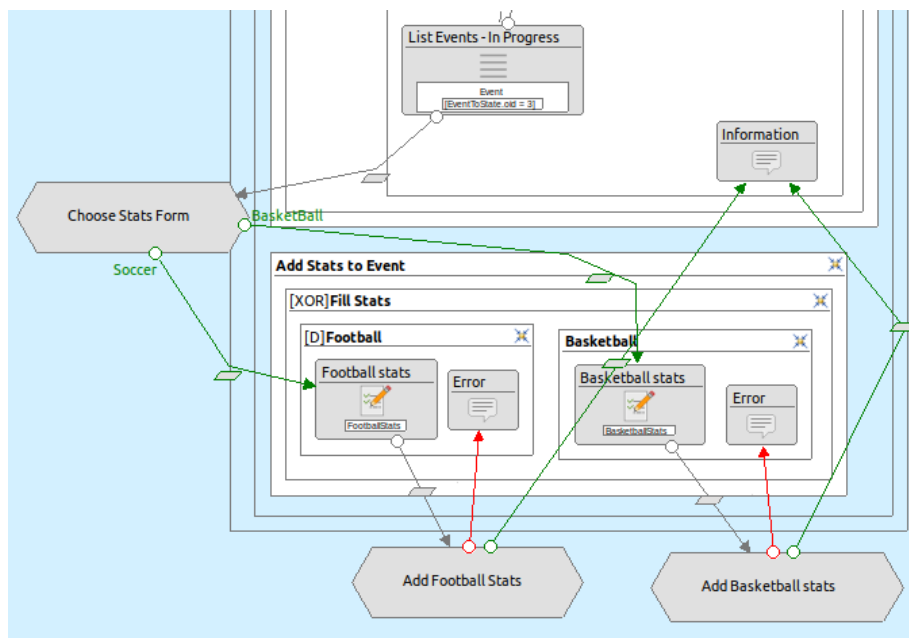 List Events - In Progress
Event
[EventToState.oid = 3]
Information
Choose Stats Form
BasketBall
Soccer
Add Stats to Event
[XOR]Fill Stats
[D]Football
Basketball
Football stats
Error
FootballStats
Basketball stats
Error
BasketballStats
Add Football Stats
Add Basketball stats